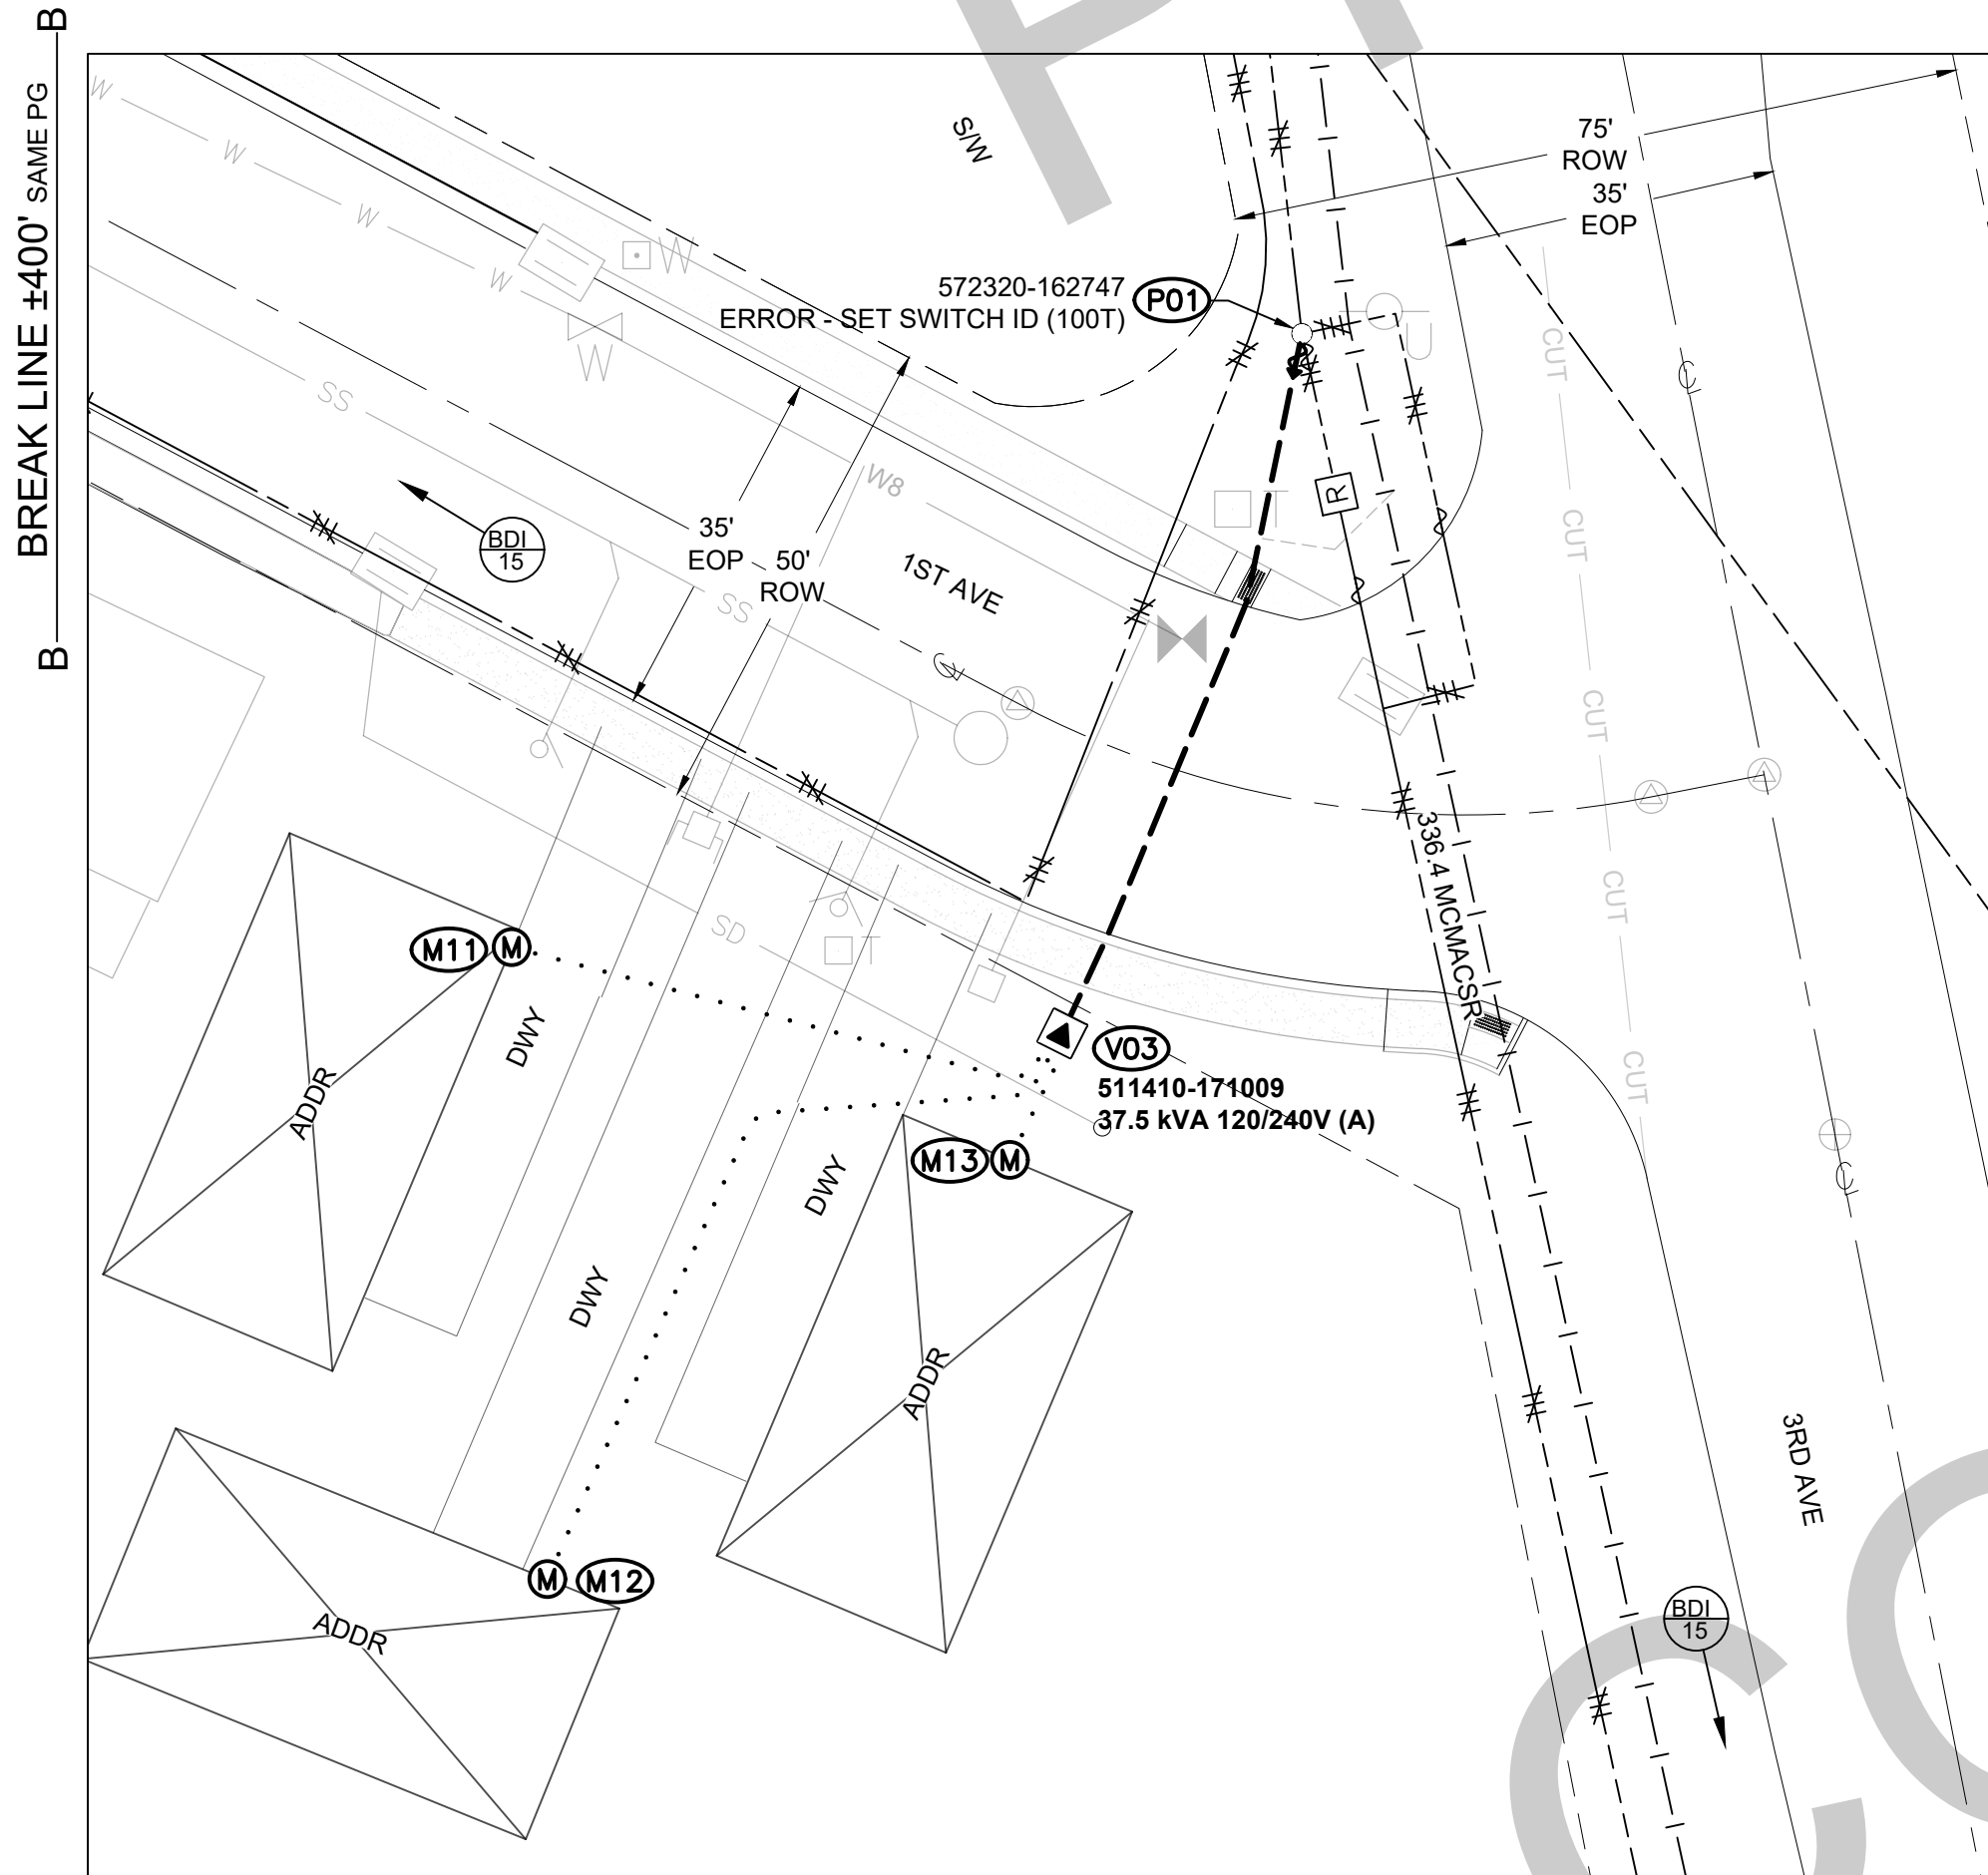 B
BREAK LINE ±400' SAME PG
B
W
W
W
W
W
W
S/W
75'
ROW
35'
EOP
572320-162747
ERROR - SET SWITCH ID (100T)
P01
SS
W8
CUT
T
R
BDI
15
35'
EOP
50'
ROW
1ST AVE
SS
CUT
CUT
336.4 MCMACSR
CUT
CUT
SD
T
M11
M
DWY
V03
511410-171009
37.5 kVA 120/240V (A)
M13
M
ADDR
DWY
DWY
ADDR
3RD AVE
M
M12
ADDR
BDI
15